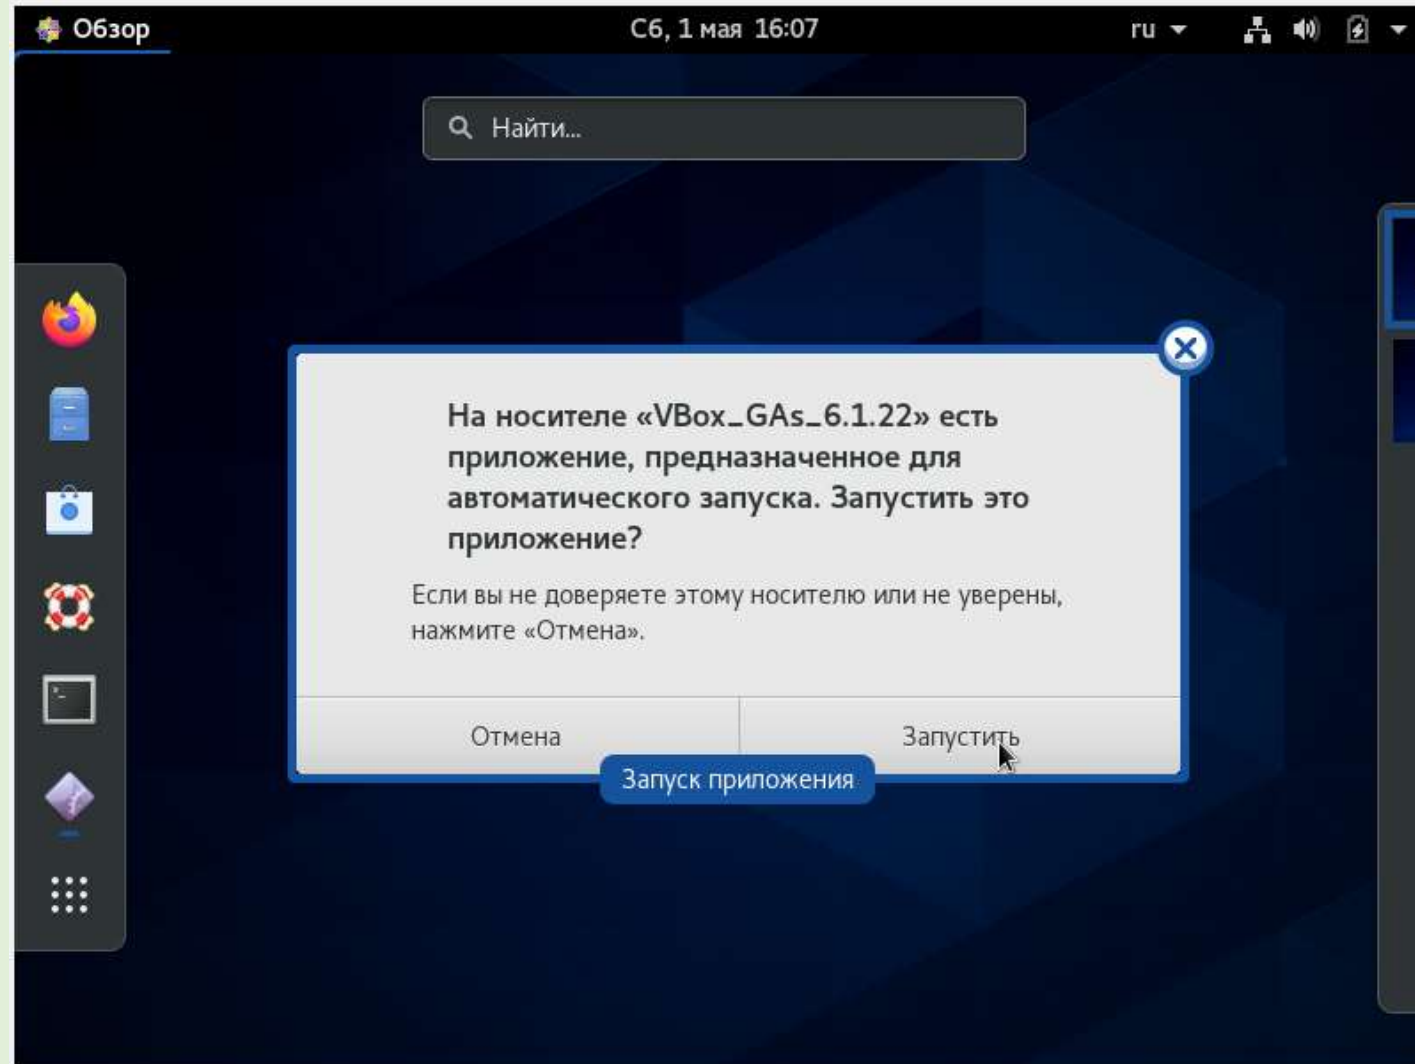 Обзор
Сб, 1 мая 16:07
ru
Найти...
На носителе «VBox_GAs_6.1.22» есть
приложение, предназначенное для
автоматического запуска. Запустить это
приложение?
Если вы не доверяете этому носителю или не уверены,
нажмите «Отмена».
Отмена
Запустить
Запуск приложения